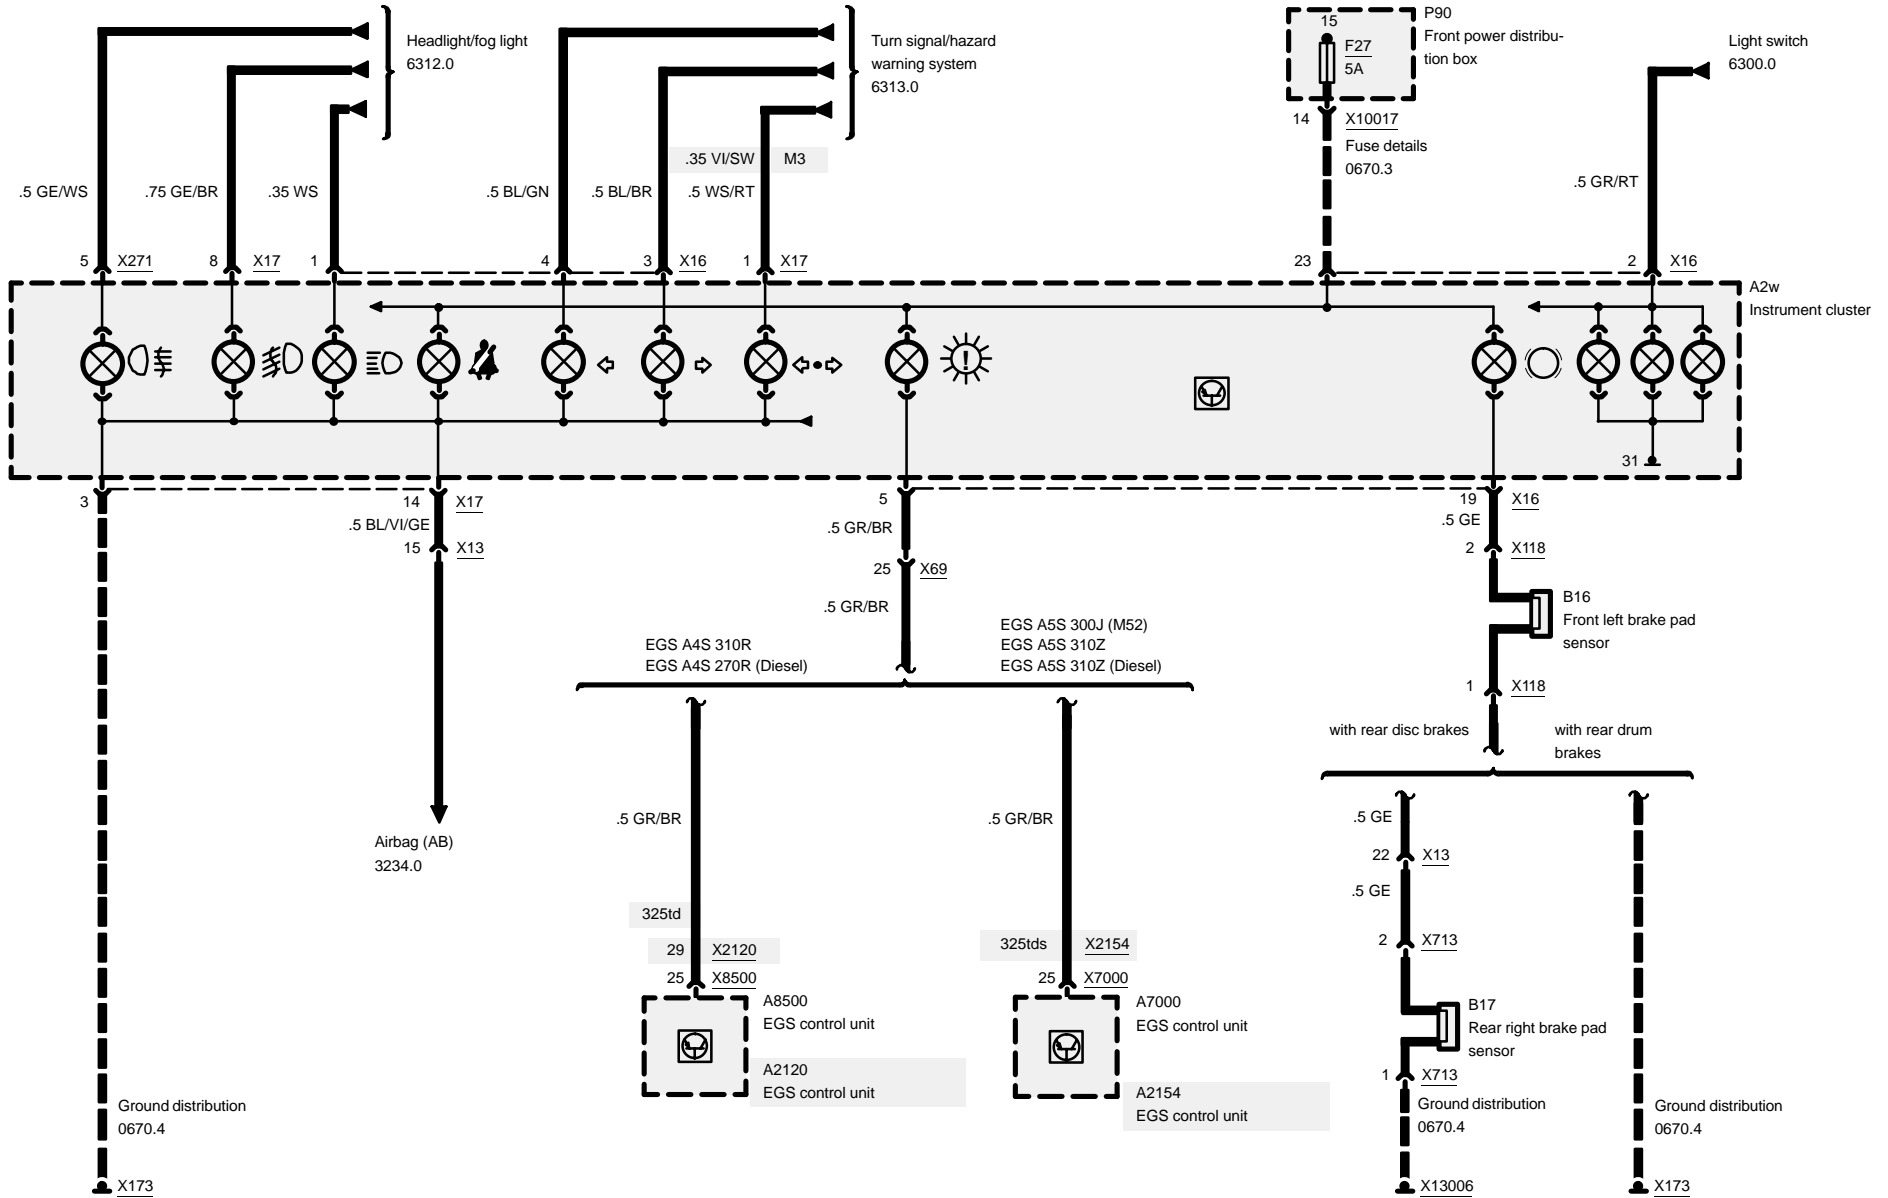 Headlight/fog light
6312.0
Turn signal/hazard
warning system
6313.0
15
F27
5A
P90
Front power distribu-
tion box
Light switch
6300.0
14
X10017
Fuse details
0670.3
.35 VI/SW
M3
.5 GE/WS
.75 GE/BR
.35 WS
.5 BL/GN
.5 BL/BR
.5 WS/RT
.5 GR/RT
5
X271
8
X17
1
4
3
X16
1
X17
23
2
X16
A2w
Instrument cluster
31
3
14
X17
.5 BL/VI/GE
15
X13
5
.5 GR/BR
25
X69
.5 GR/BR
19
X16
.5 GE
2
X118
B16
Front left brake pad
sensor
1
X118
EGS A4S 310R
EGS A4S 270R (Diesel)
EGS A5S 300J (M52)
EGS A5S 310Z
EGS A5S 310Z (Diesel)
with rear disc brakes
with rear drum
brakes
.5 GR/BR
.5 GR/BR
Airbag (AB)
3234.0
.5 GE
22
X13
.5 GE
2
X713
325td
29
X2120
25
X8500
325tds
X2154
25
X7000
A8500
EGS control unit
A2120
EGS control unit
A7000
EGS control unit
A2154
EGS control unit
B17
Rear right brake pad
sensor
1
X713
Ground distribution
0670.4
X173
Ground distribution
0670.4
X13006
Ground distribution
0670.4
X173